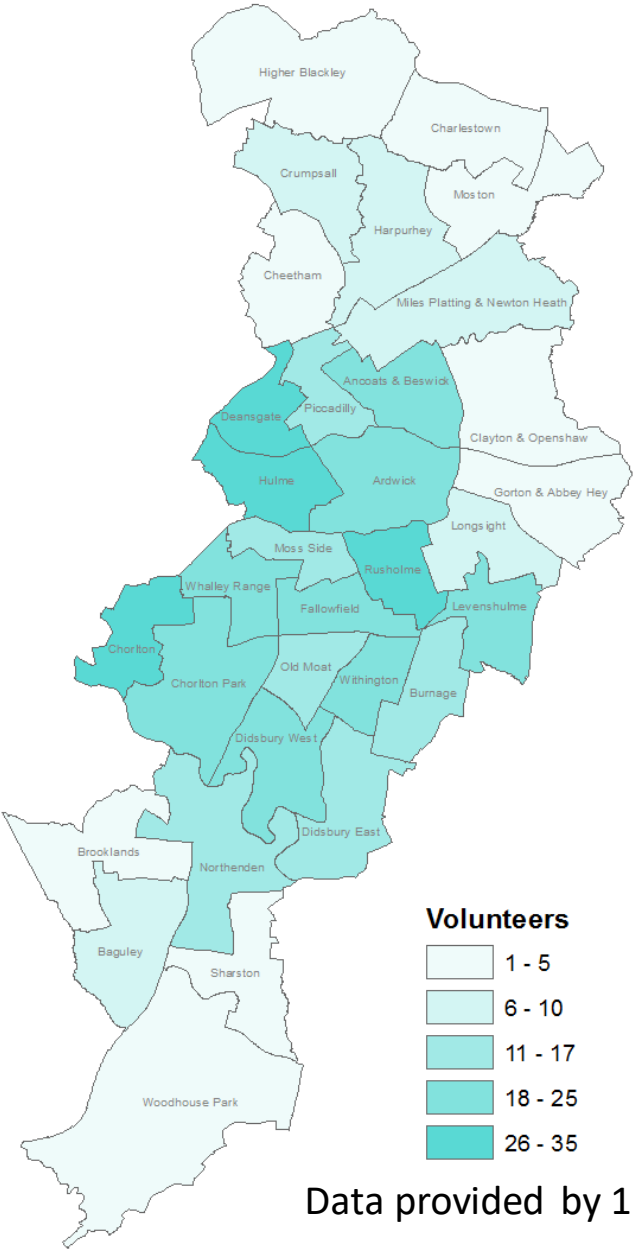 Higher Blackley
Charlestown
Crumpsall
Moston
Harpurhey
Cheetham
Miles Platting & Newton Heath
Ancoats & Beswick
Piccadilly
Deansgate
Clayton & Openshaw
Hulme
Ardwick
Gorton & Abbey Hey
Longsight
Moss Side
Rusholme
Whalley Range
Fallowfield
Levenshulme
Chorlton
Old Moat
Withington
Chorlton Park
Burnage
Didsbury West
Didsbury East
Brooklands
Northenden
Baguley
Sharston
Woodhouse Park
Volunteers
1 - 5
6 - 10
11 - 17
18 - 25
26 - 35
Data provided by 1